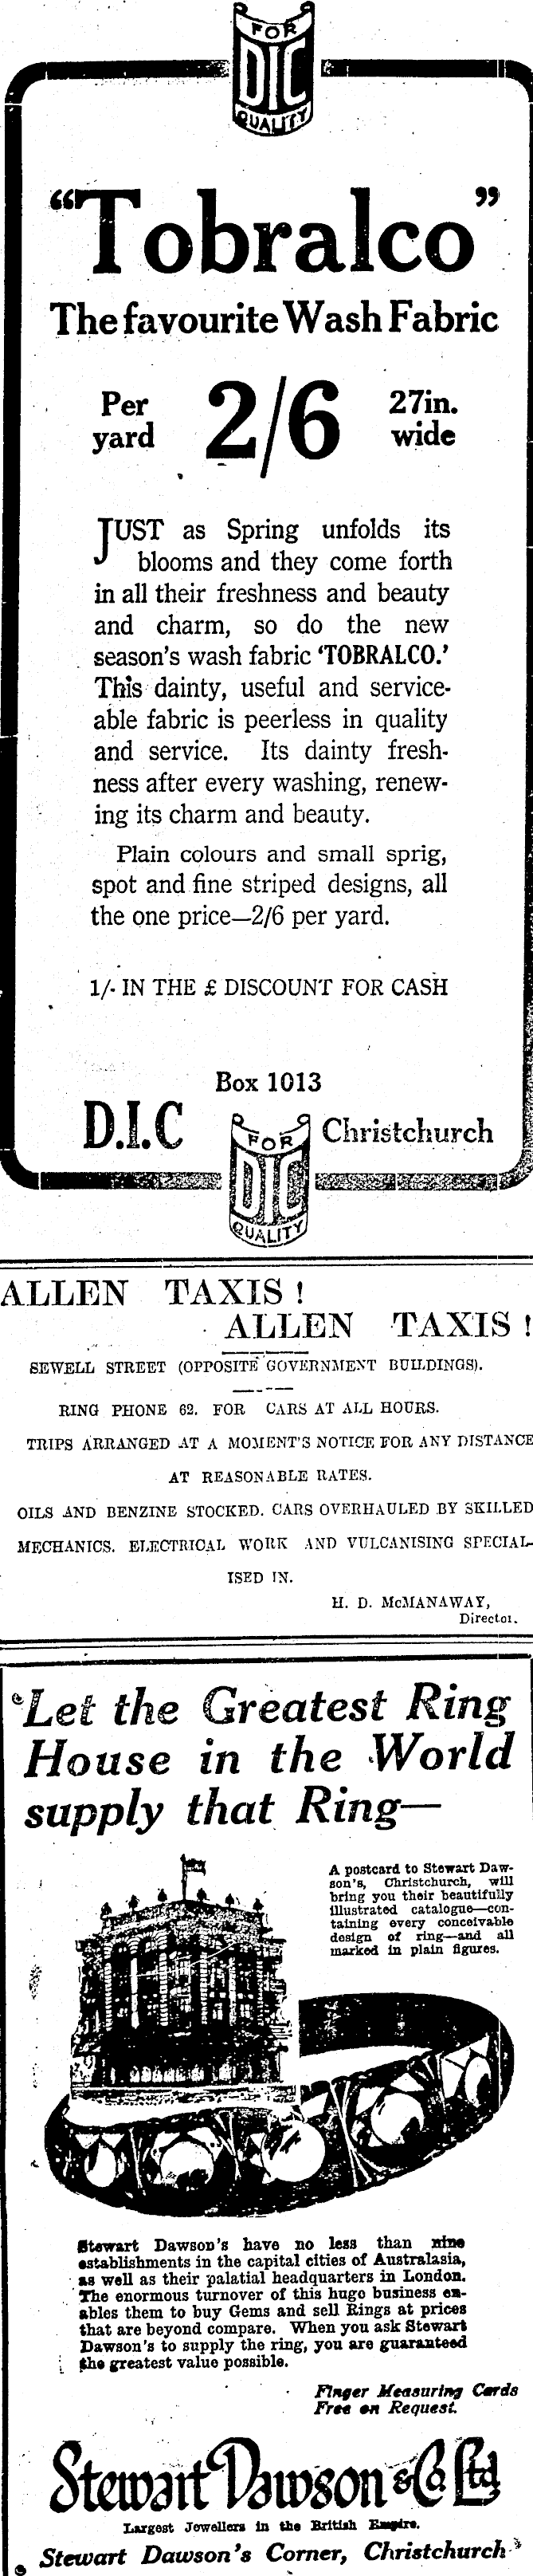 FOR
DIC
QUALITY
"Tobralco"
The favourite Wash Fabric
Per yard 2/6 27in. wide
JUST as Spring unfolds its
blooms and they come forth
in all their freshness and beauty
and charm, so do the new
season's wash fabric 'TOBRALCO.'
This dainty, useful and service-
able fabric is peerless in quality
and service. Its dainty fresh-
ness after every washing, renew-
ing its charm and beauty.
Plain colours and small sprig,
spot and fine striped designs, all
the one price—2/6 per yard.
1/- IN THE £ DISCOUNT FOR CASH
Box 1013
D.I.C Christchurch
FOR
DIC
QUALITY
ALLEN TAXIS!
ALLEN TAXIS!
SEWELL STREET (OPPOSITE GOVERNMENT BUILDINGS).
RING PHONE 62. FOR CARS AT ALL HOURS.
TRIPS ARRANGED AT A MOMENT'S NOTICE FOR ANY DISTANCE
AT REASONABLE RATES.
OILS AND BENZINE STOCKED. CARS OVERHAULED BY SKILLED
MECHANICS. ELECTRICAL WORK AND VULCANISING SPECIAL-
ISED IN.
H. D. McMANAWAY,
Director.
Let the Greatest Ring
House in the World
supply that Ring—
A postcard to Stewart Daw-
son's, Christchurch, will
bring you their beautifully
illustrated catalogue—con-
taining every conceivable
design of ring—and all
marked in plain figures.
Stewart Dawson's have no less than nine
establishments in the capital cities of Australasia,
as well as their palatial headquarters in London.
The enormous turnover of this huge business en-
ables them to buy Gems and sell Rings at prices
that are beyond compare. When you ask Stewart
Dawson's to supply the ring, you are guaranteed
the greatest value possible.
Finger Measuring Cards
Free on Request.
Stewart Dawson & Co Ltd
Largest Jewellers in the British Empire.
Stewart Dawson's Corner, Christchurch